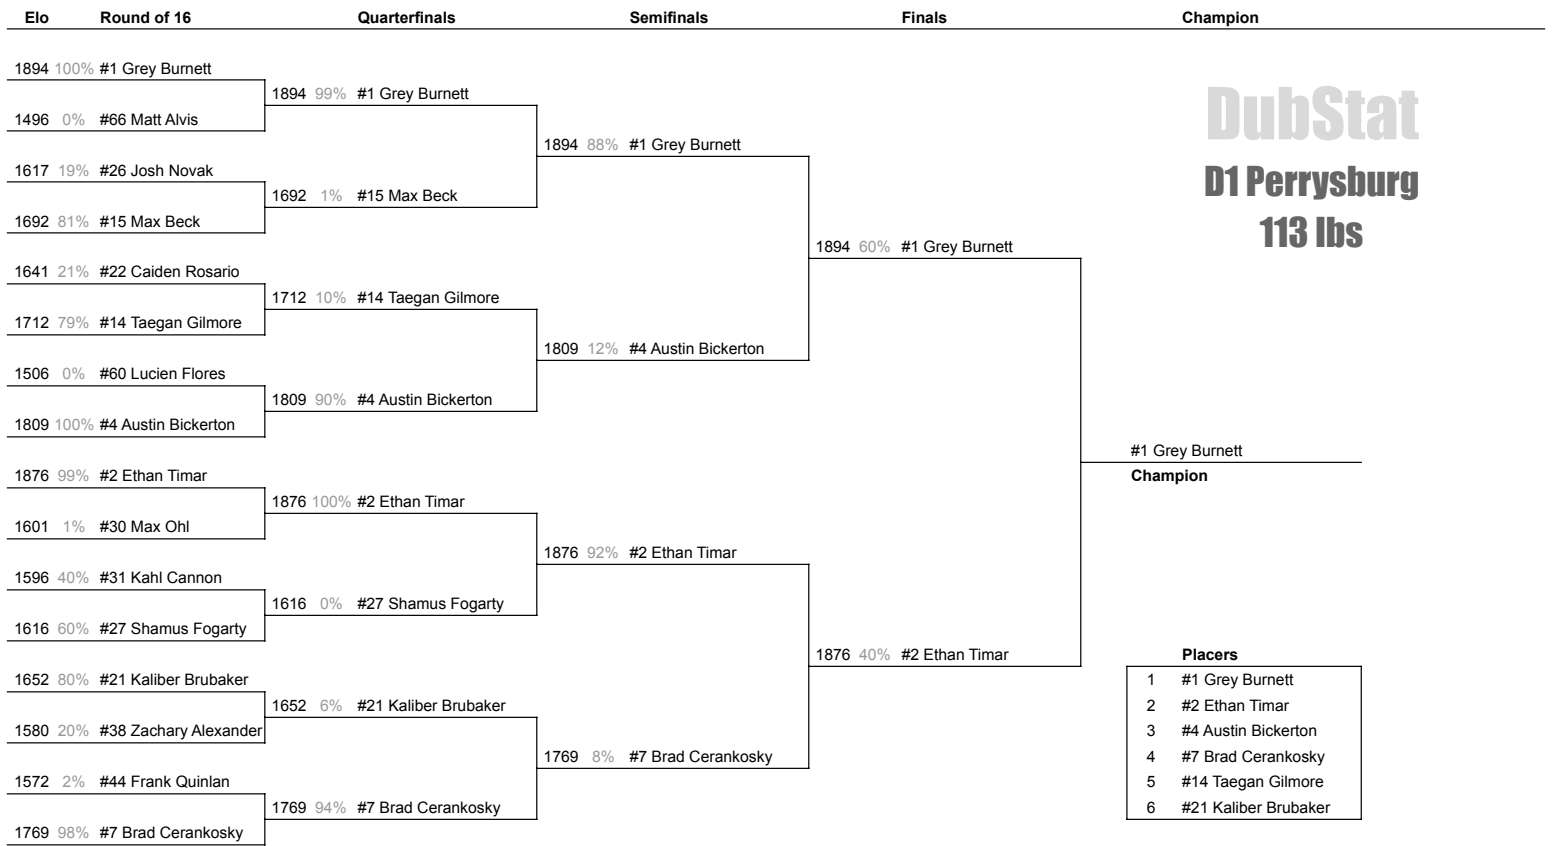 Elo Round of 16 Quarterfinals Semifinals Finals Champion
1894 100% #1 Grey Burnett
1894 99% #1 Grey Burnett
DubStat
1496 0% #66 Matt Alvis
1894 88% #1 Grey Burnett
1617 19% #26 Josh Novak
D1 Perrysburg
1692 1% #15 Max Beck
1692 81% #15 Max Beck
113 lbs
1894 60% #1 Grey Burnett
1641 21% #22 Caiden Rosario
1712 10% #14 Taegan Gilmore
1712 79% #14 Taegan Gilmore
1809 12% #4 Austin Bickerton
1506 0% #60 Lucien Flores
1809 90% #4 Austin Bickerton
1809 100% #4 Austin Bickerton
#1 Grey Burnett
1876 99% #2 Ethan Timar
Champion
1876 100% #2 Ethan Timar
1601 1% #30 Max Ohl
1876 92% #2 Ethan Timar
1596 40% #31 Kahl Cannon
1616 0% #27 Shamus Fogarty
1616 60% #27 Shamus Fogarty
1876 40% #2 Ethan Timar
Placers
1652 80% #21 Kaliber Brubaker
1 #1 Grey Burnett
1652 6% #21 Kaliber Brubaker
2 #2 Ethan Timar
1580 20% #38 Zachary Alexander
3 #4 Austin Bickerton
1769 8% #7 Brad Cerankosky
4 #7 Brad Cerankosky
1572 2% #44 Frank Quinlan
5 #14 Taegan Gilmore
1769 94% #7 Brad Cerankosky
6 #21 Kaliber Brubaker
1769 98% #7 Brad Cerankosky